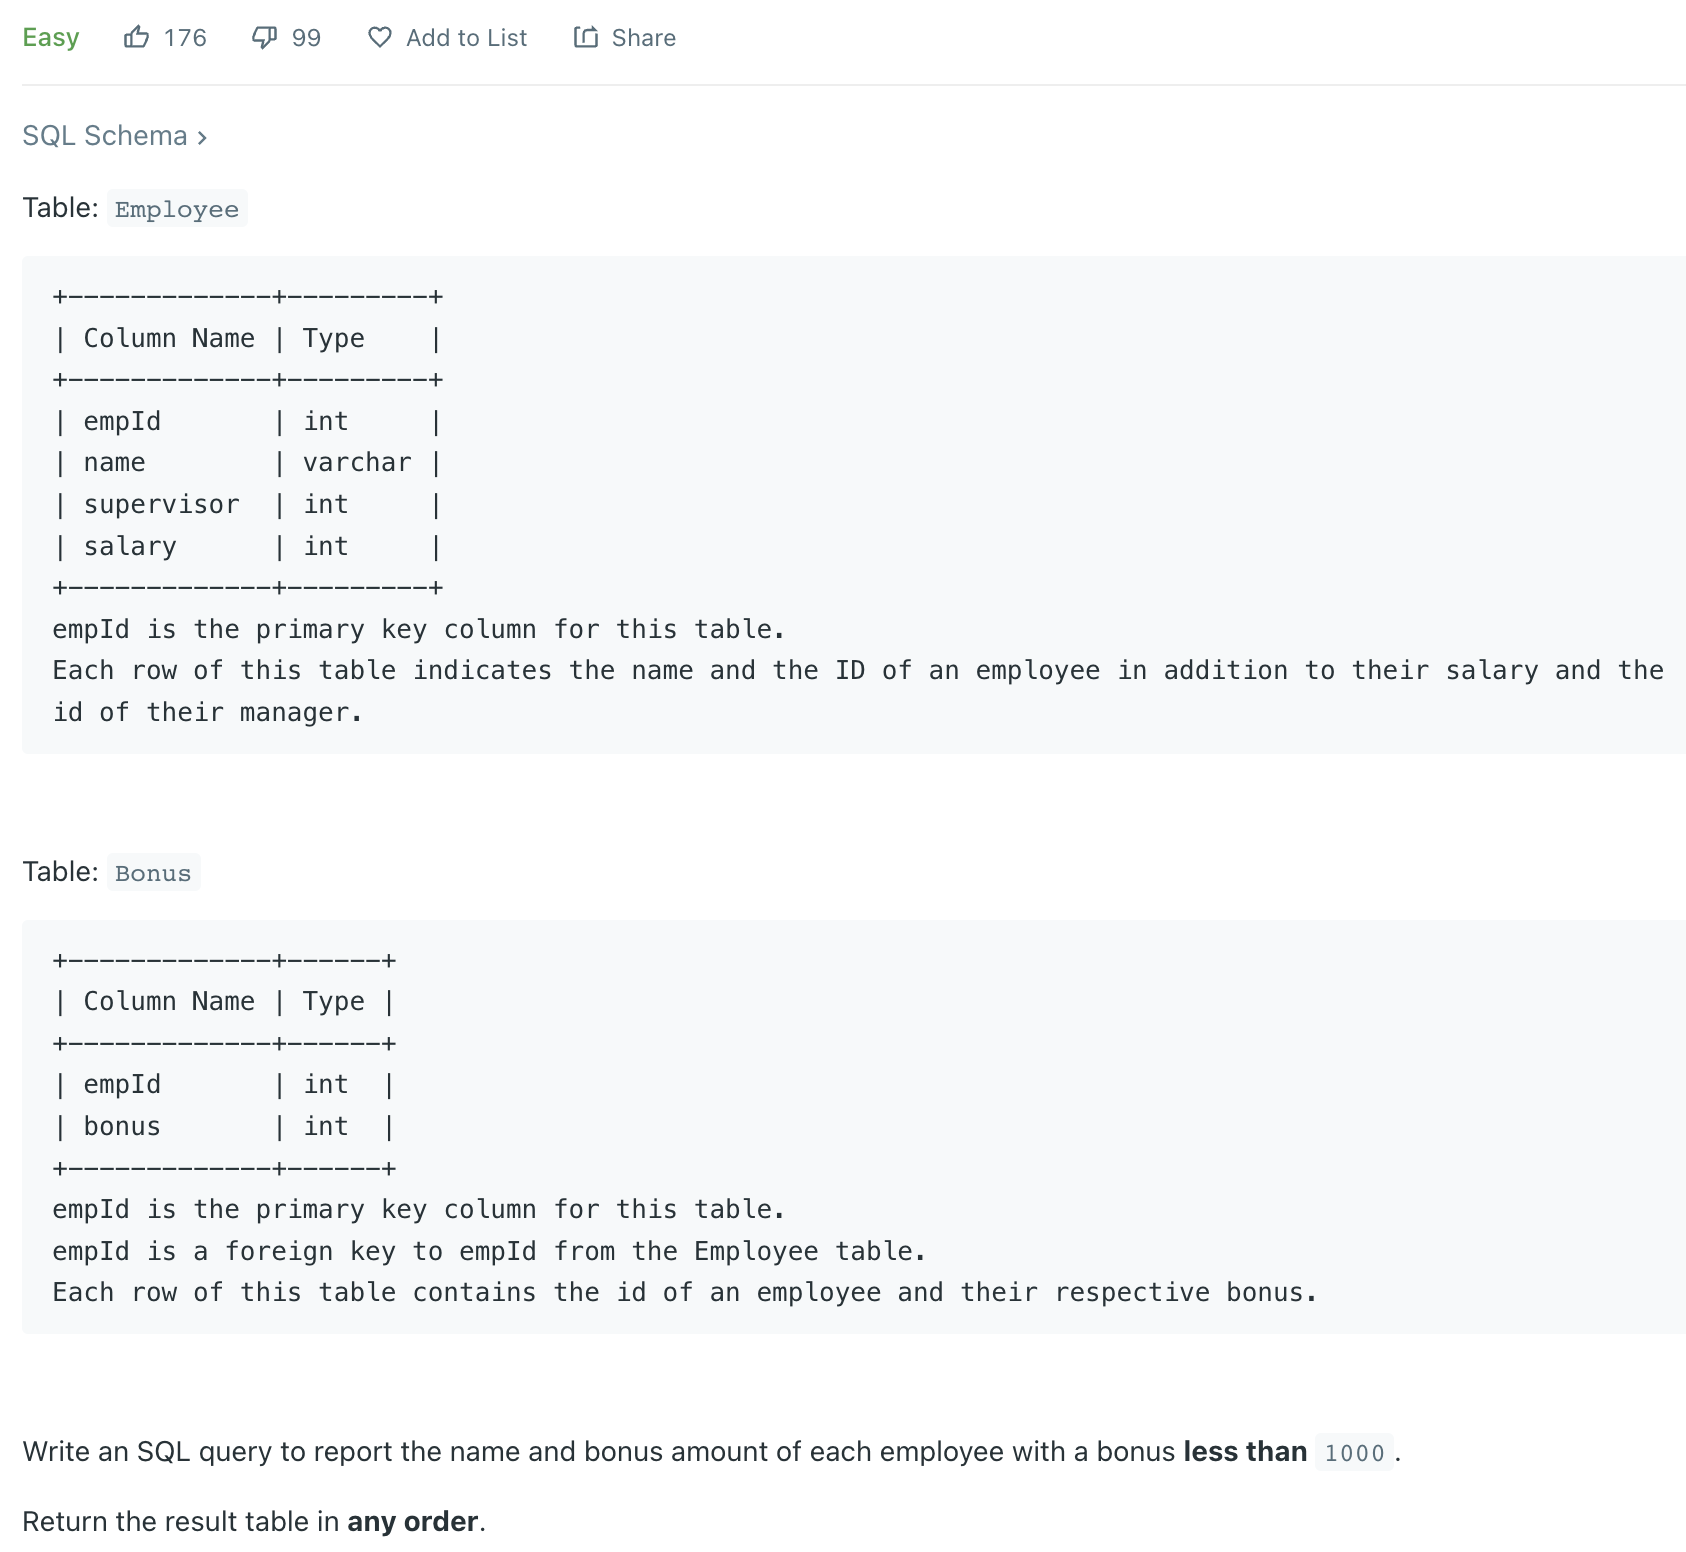 Easy 176 99 Add to List Share
SQL Schema ›
Table: Employee
+-------------+---------+
| Column Name | Type    |
+-------------+---------+
| empId       | int     |
| name        | varchar |
| supervisor  | int     |
| salary      | int     |
+-------------+---------+
empId is the primary key column for this table.
Each row of this table indicates the name and the ID of an employee in addition to their salary and the
id of their manager.
Table: Bonus
+-------------+------+
| Column Name | Type |
+-------------+------+
| empId       | int  |
| bonus       | int  |
+-------------+------+
empId is the primary key column for this table.
empId is a foreign key to empId from the Employee table.
Each row of this table contains the id of an employee and their respective bonus.
Write an SQL query to report the name and bonus amount of each employee with a bonus less than 1000.
Return the result table in any order.